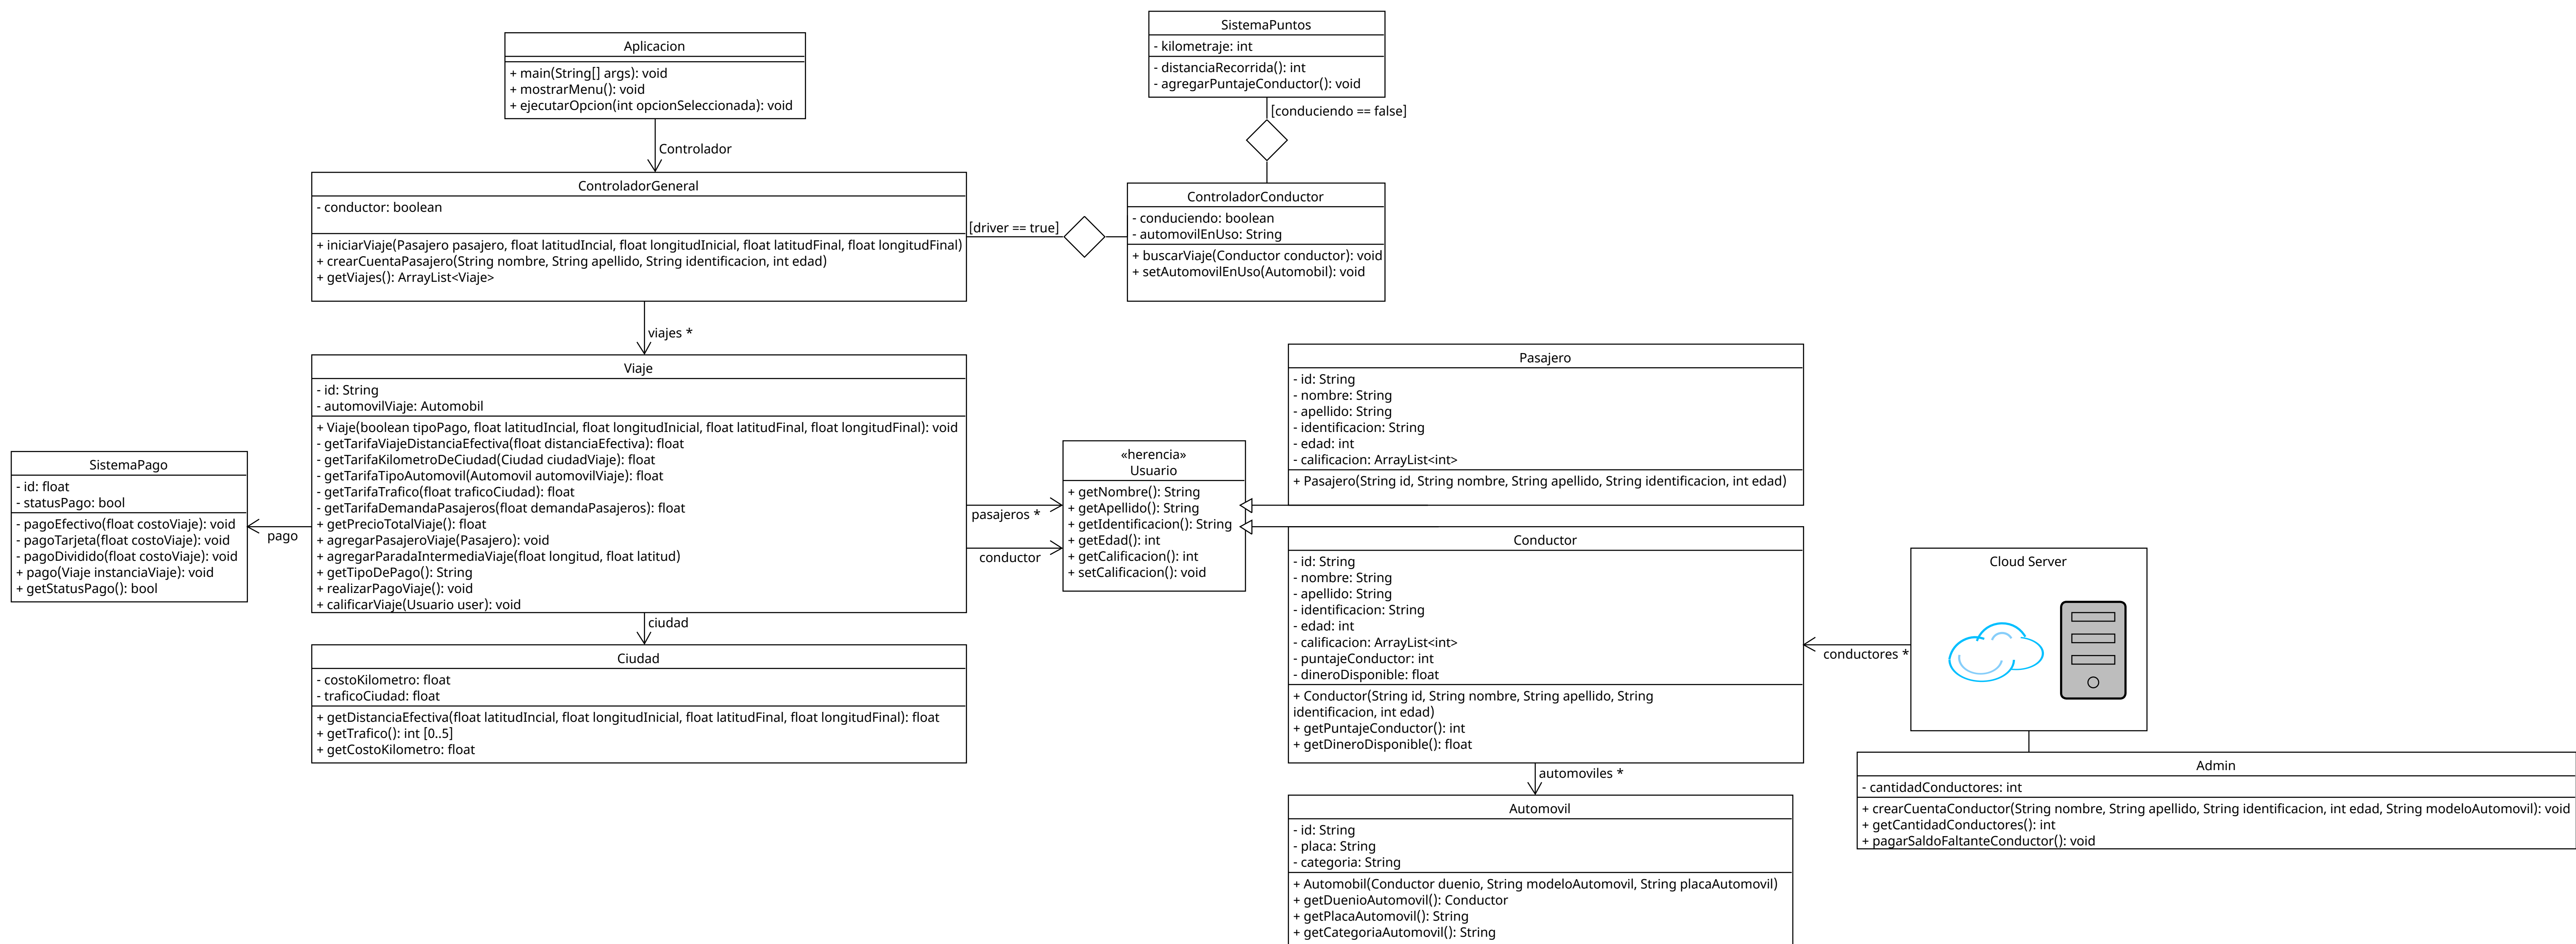 SistemaPuntos
- kilometraje: int
- distanciaRecorrida(): int
- agregarPuntajeConductor(): void
[conduciendo == false]
Aplicacion
+ main(String[] args): void
+ mostrarMenu(): void
+ ejecutarOpcion(int opcionSeleccionada): void
Controlador
ControladorGeneral
- conductor: boolean
+ iniciarViaje(Pasajero pasajero, float latitudIncial, float longitudInicial, float latitudFinal, float longitudFinal)
+ crearCuentaPasajero(String nombre, String apellido, String identificacion, int edad)
+ getViajes(): ArrayList<Viaje>
[driver == true]
ControladorConductor
- conduciendo: boolean
- automovilEnUso: String
+ buscarViaje(Conductor conductor): void
+ setAutomovilEnUso(Automobil): void
viajes *
Viaje
- id: String
- automovilViaje: Automobil
+ Viaje(boolean tipoPago, float latitudIncial, float longitudInicial, float latitudFinal, float longitudFinal): void
- getTarifaViajeDistanciaEfectiva(float distanciaEfectiva): float
- getTarifaKilometroDeCiudad(Ciudad ciudadViaje): float
- getTarifaTipoAutomovil(Automovil automovilViaje): float
- getTarifaTrafico(float traficoCiudad): float
- getTarifaDemandaPasajeros(float demandaPasajeros): float
+ getPrecioTotalViaje(): float
+ agregarPasajeroViaje(Pasajero): void
+ agregarParadaIntermediaViaje(float longitud, float latitud)
+ getTipoDePago(): String
+ realizarPagoViaje(): void
+ calificarViaje(Usuario user): void
SistemaPago
- id: float
- statusPago: bool
- pagoEfectivo(float costoViaje): void
- pagoTarjeta(float costoViaje): void
- pagoDividido(float costoViaje): void
+ pago(Viaje instanciaViaje): void
+ getStatusPago(): bool
pago
pasajeros *
conductor
«herencia»
Usuario
+ getNombre(): String
+ getApellido(): String
+ getIdentificacion(): String
+ getEdad(): int
+ getCalificacion(): int
+ setCalificacion(): void
Pasajero
- id: String
- nombre: String
- apellido: String
- identificacion: String
- edad: int
- calificacion: ArrayList<int>
+ Pasajero(String id, String nombre, String apellido, String identificacion, int edad)
Conductor
- id: String
- nombre: String
- apellido: String
- identificacion: String
- edad: int
- calificacion: ArrayList<int>
- puntajeConductor: int
- dineroDisponible: float
+ Conductor(String id, String nombre, String apellido, String
identificacion, int edad)
+ getPuntajeConductor(): int
+ getDineroDisponible(): float
conductores *
Cloud Server
ciudad
Ciudad
- costoKilometro: float
- traficoCiudad: float
+ getDistanciaEfectiva(float latitudIncial, float longitudInicial, float latitudFinal, float longitudFinal): float
+ getTrafico(): int [0..5]
+ getCostoKilometro: float
automoviles *
Automovil
- id: String
- placa: String
- categoria: String
+ Automobil(Conductor duenio, String modeloAutomovil, String placaAutomovil)
+ getDuenioAutomovil(): Conductor
+ getPlacaAutomovil(): String
+ getCategoriaAutomovil(): String
Admin
- cantidadConductores: int
+ crearCuentaConductor(String nombre, String apellido, String identificacion, int edad, String modeloAutomovil): void
+ getCantidadConductores(): int
+ pagarSaldoFaltanteConductor(): void